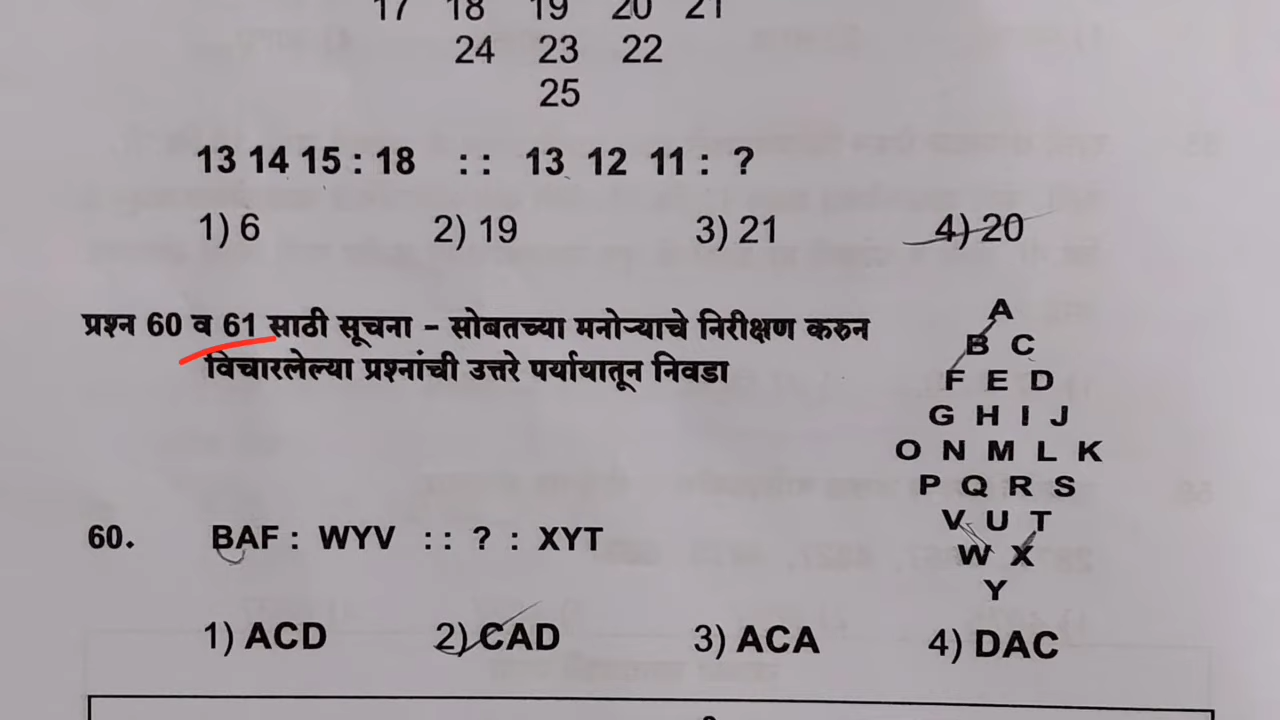 17 18 19 20 21
24 23 22
25
13 14 15 : 18 : : 13 12 11 : ?
1) 6 2) 19 3) 21 4) 20
प्रश्न 60 व 61 साठी सूचना – सोबतच्या मनोऱ्याचे निरीक्षण करुन
विचारलेल्या प्रश्नांची उत्तरे पर्यायातून निवडा
A
B C
F E D
G H I J
O N M L K
P Q R S
V U T
W X
Y
60. BAF : WYV : : ? : XYT
1) ACD 2) CAD 3) ACA 4) DAC